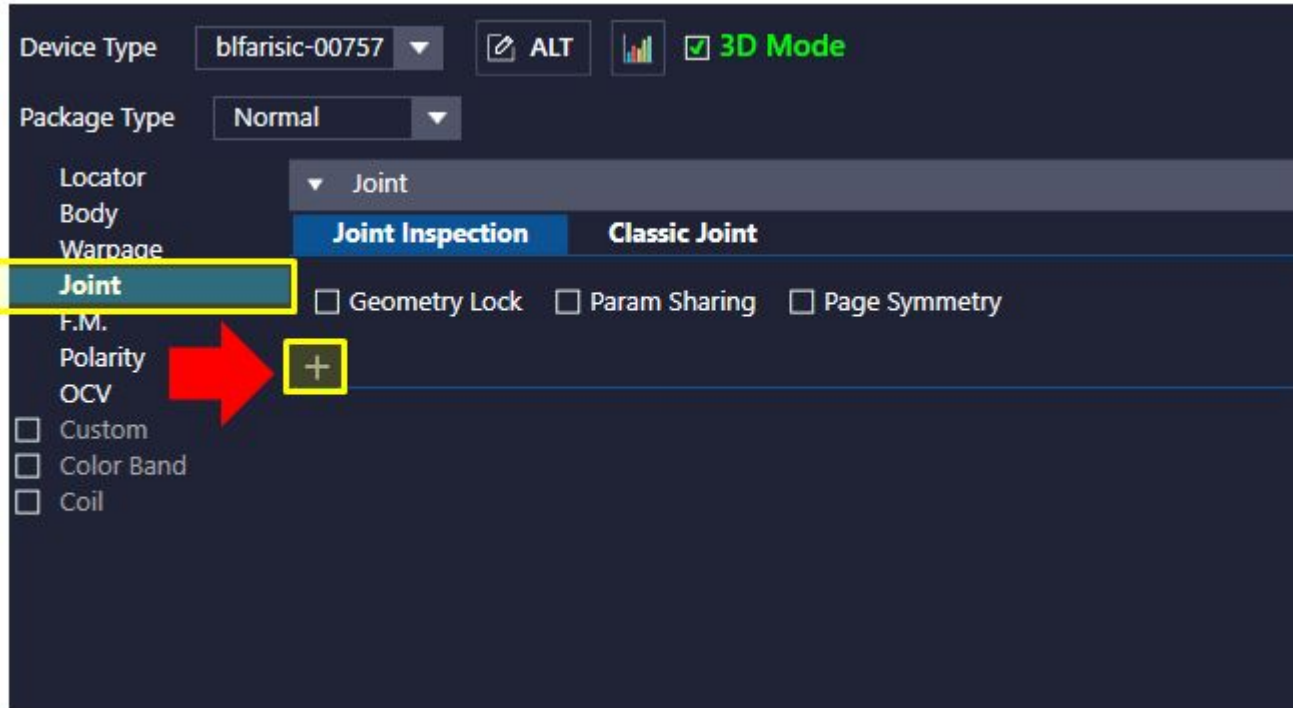 Device Type blfarisic-00757 ALT 3D Mode
Package Type Normal
Locator
Body
Warpage
Joint
F.M.
Polarity
OCV
Custom
Color Band
Coil
Joint
Joint Inspection Classic Joint
Geometry Lock Param Sharing Page Symmetry
+